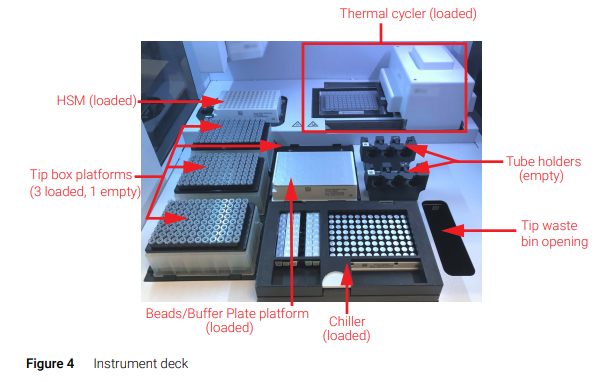 Thermal cycler (loaded)
HSM (loaded)
Tip box platforms
(3 loaded, 1 empty)
Tube holders
(empty)
Tip waste
bin opening
Beads/Buffer Plate platform
(loaded)
Chiller
(loaded)
Figure 4 Instrument deck